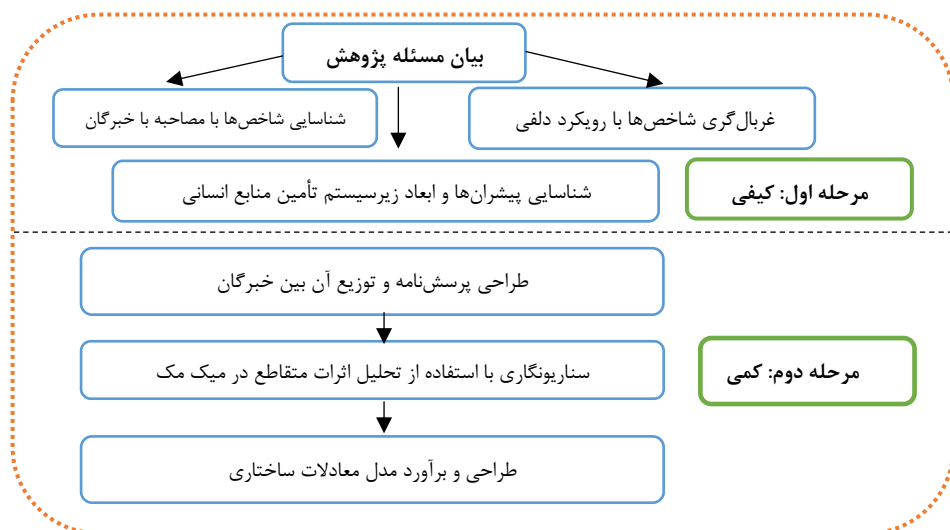 بیان مسئله پژوهش
غربال‌گری شاخص‌ها با رویکرد دلفی
شناسایی شاخص‌ها با مصاحبه با خبرگان
مرحله اول: کیفی
شناسایی پیشران‌ها و ابعاد زیرسیستم تأمین منابع انسانی
طراحی پرسش‌نامه و توزیع آن بین خبرگان
مرحله دوم: کمی
سناریونگاری با استفاده از تحلیل اثرات متقاطع در میک مک
طراحی و برآورد مدل معادلات ساختاری